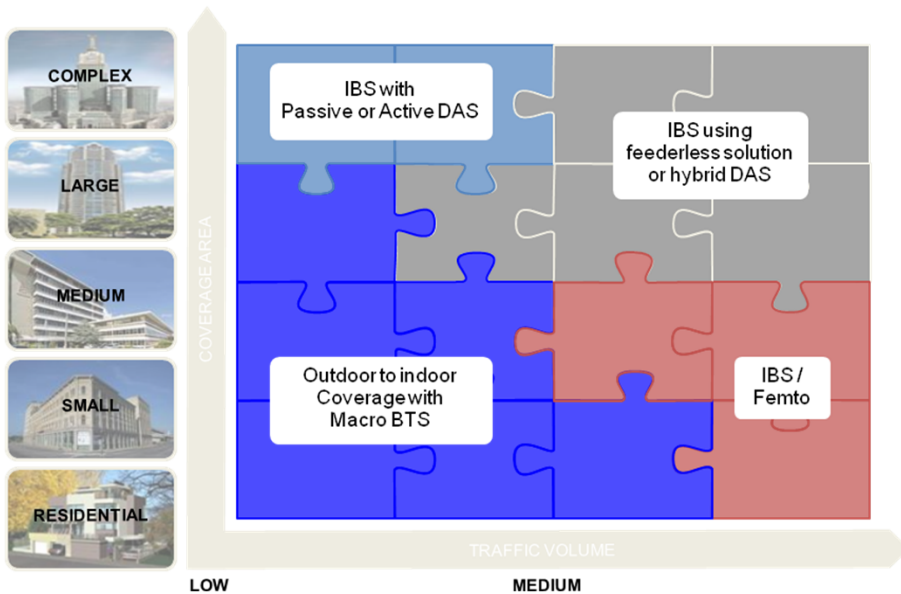 COMPLEX
LARGE
MEDIUM
SMALL
RESIDENTIAL
COVERAGE AREA
IBS with
Passive or Active DAS
IBS using
feederless solution
or hybrid DAS
Outdoor to indoor
Coverage with
Macro BTS
IBS /
Femto
TRAFFIC VOLUME
LOW
MEDIUM